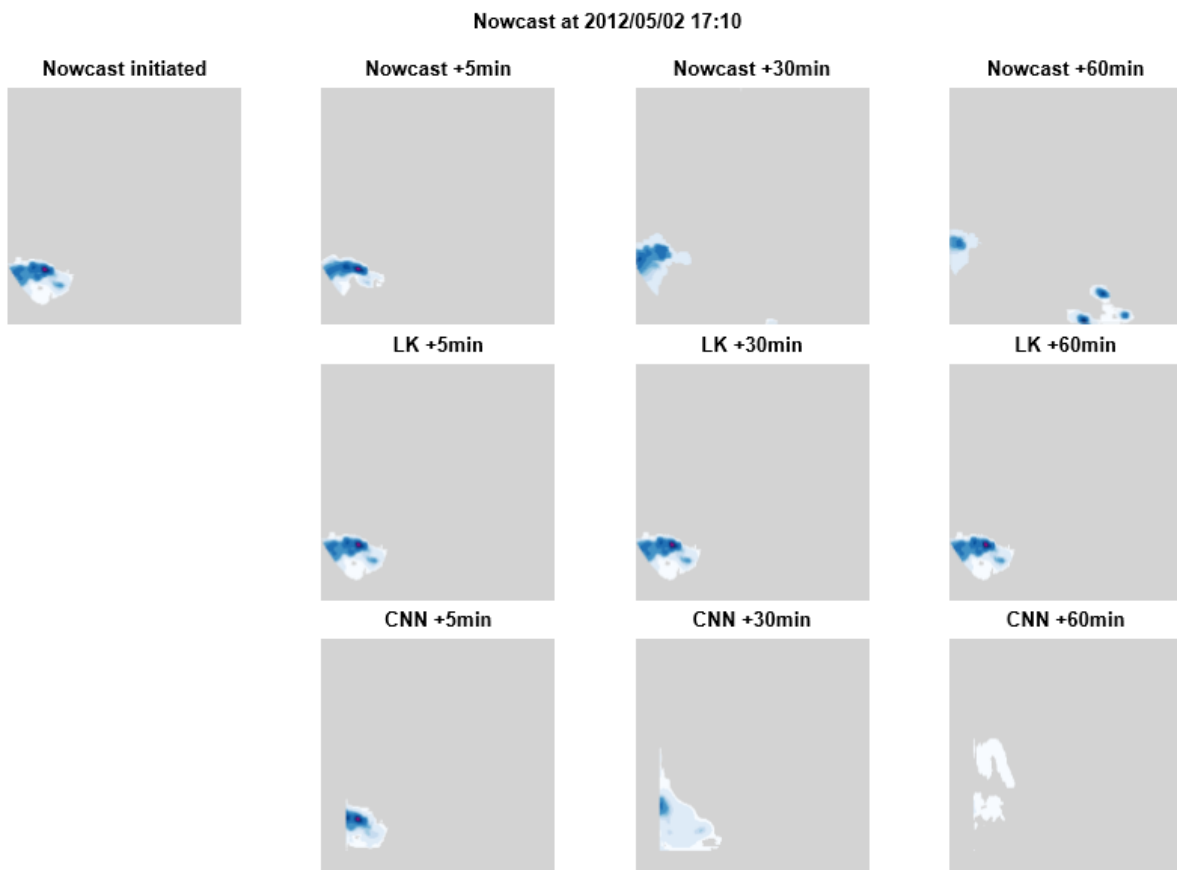 Nowcast at 2012/05/02 17:10
Nowcast initiated
Nowcast +5min
Nowcast +30min
Nowcast +60min
LK +5min
LK +30min
LK +60min
CNN +5min
CNN +30min
CNN +60min